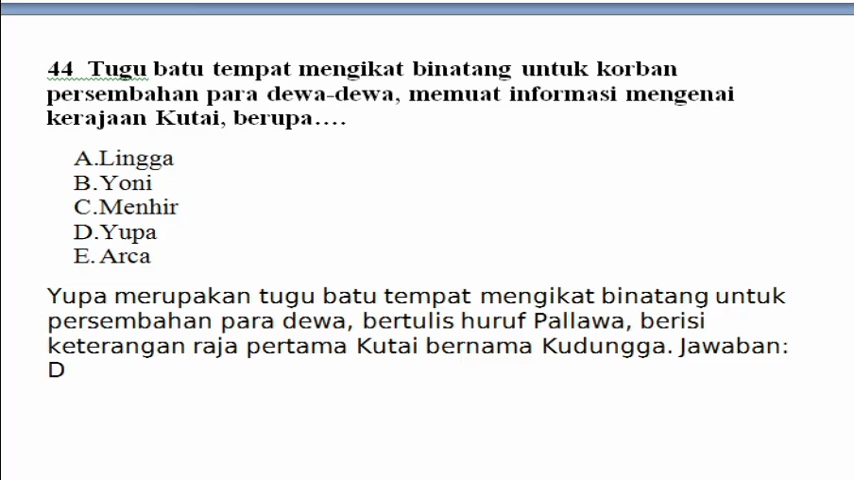 44 Tugu batu tempat mengikat binatang untuk korban
persembahan para dewa-dewa, memuat informasi mengenai
kerajaan Kutai, berupa....
A.Lingga
B.Yoni
C.Menhir
D.Yupa
E. Arca
Yupa merupakan tugu batu tempat mengikat binatang untuk
persembahan para dewa, bertulis huruf Pallawa, berisi
keterangan raja pertama Kutai bernama Kudungga. Jawaban:
D